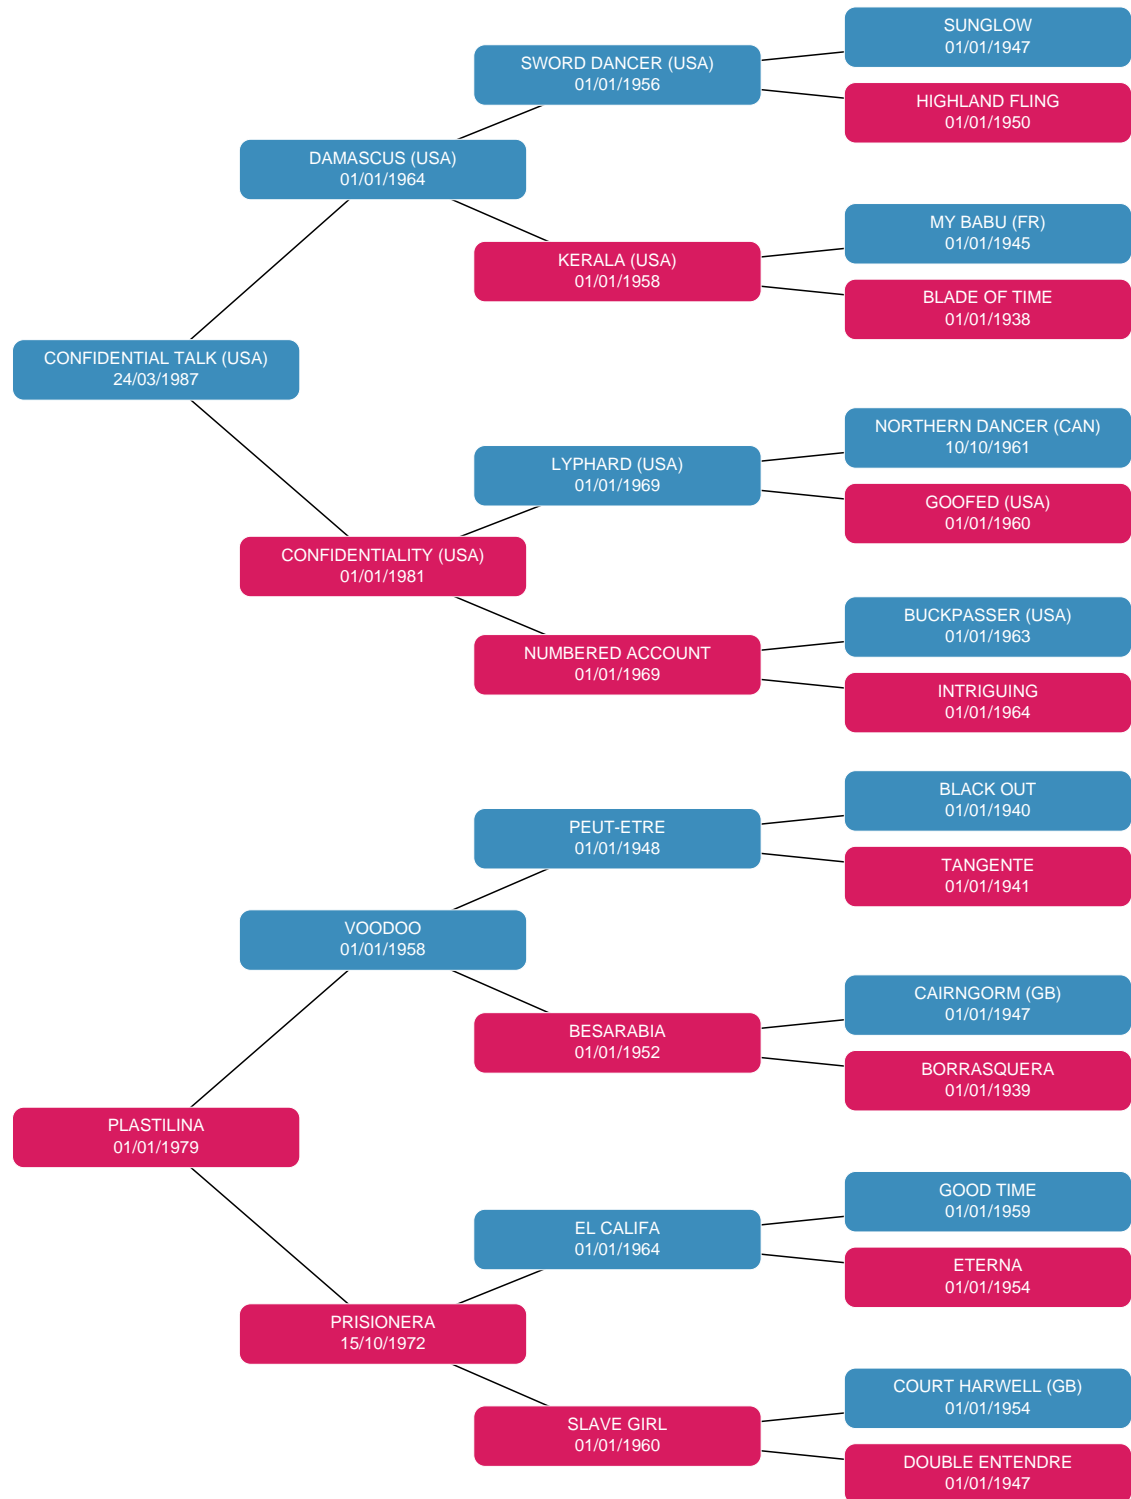 SUNGLOW
01/01/1947
SWORD DANCER (USA)
01/01/1956
HIGHLAND FLING
01/01/1950
DAMASCUS (USA)
01/01/1964
MY BABU (FR)
01/01/1945
KERALA (USA)
01/01/1958
BLADE OF TIME
01/01/1938
CONFIDENTIAL TALK (USA)
24/03/1987
NORTHERN DANCER (CAN)
10/10/1961
LYPHARD (USA)
01/01/1969
GOOFED (USA)
01/01/1960
CONFIDENTIALITY (USA)
01/01/1981
BUCKPASSER (USA)
01/01/1963
NUMBERED ACCOUNT
01/01/1969
INTRIGUING
01/01/1964
BLACK OUT
01/01/1940
PEUT-ETRE
01/01/1948
TANGENTE
01/01/1941
VOODOO
01/01/1958
CAIRNGORM (GB)
01/01/1947
BESARABIA
01/01/1952
BORRASQUERA
01/01/1939
PLASTILINA
01/01/1979
GOOD TIME
01/01/1959
EL CALIFA
01/01/1964
ETERNA
01/01/1954
PRISIONERA
15/10/1972
COURT HARWELL (GB)
01/01/1954
SLAVE GIRL
01/01/1960
DOUBLE ENTENDRE
01/01/1947